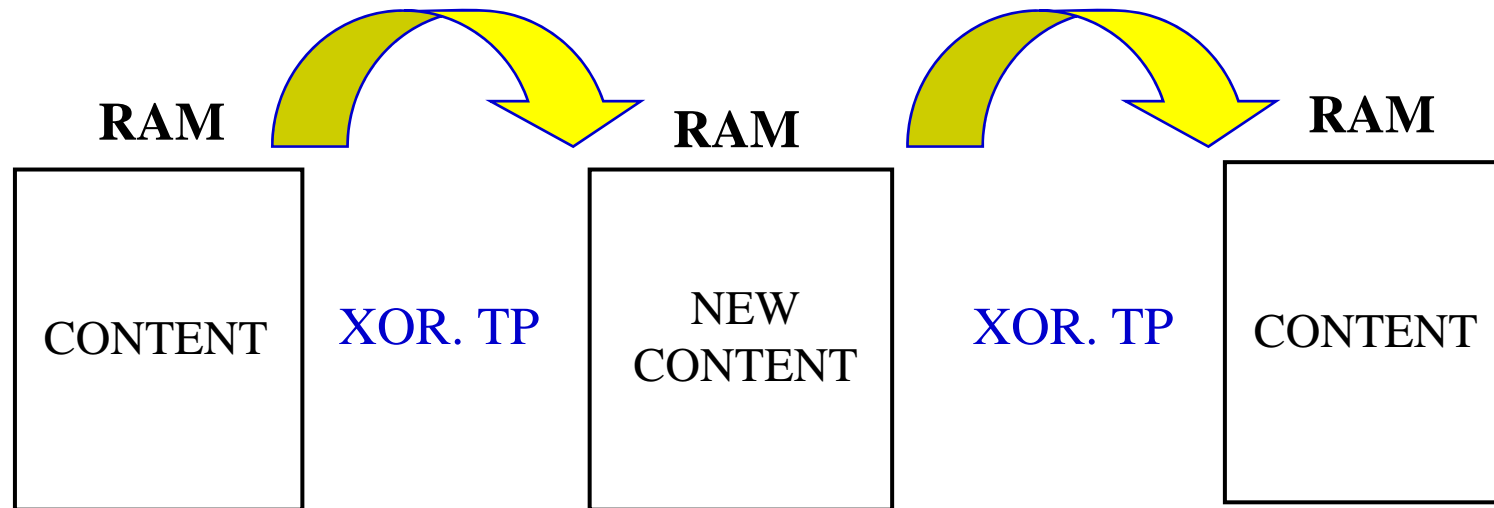 RAM
CONTENT
XOR. TP
RAM
NEW
CONTENT
XOR. TP
RAM
CONTENT